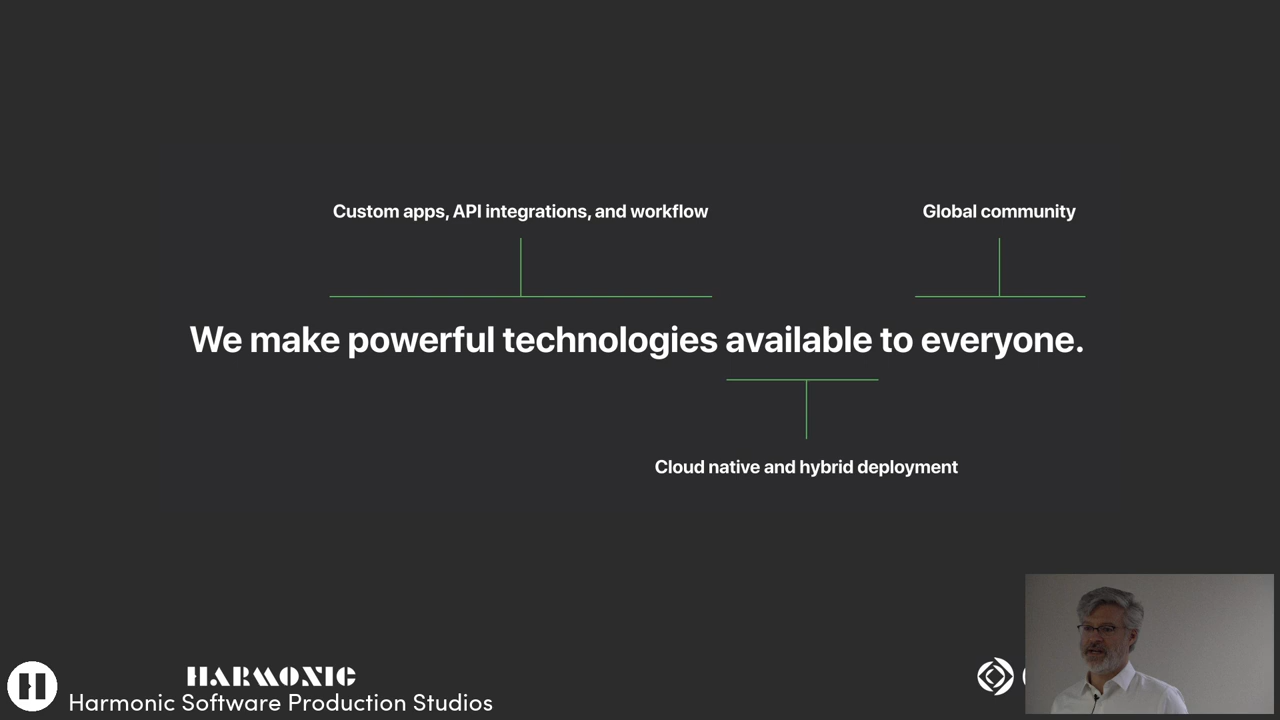 Custom apps, API integrations, and workflow
Global community
We make powerful technologies available to everyone.
Cloud native and hybrid deployment
HARMONIC
Harmonic Software Production Studios